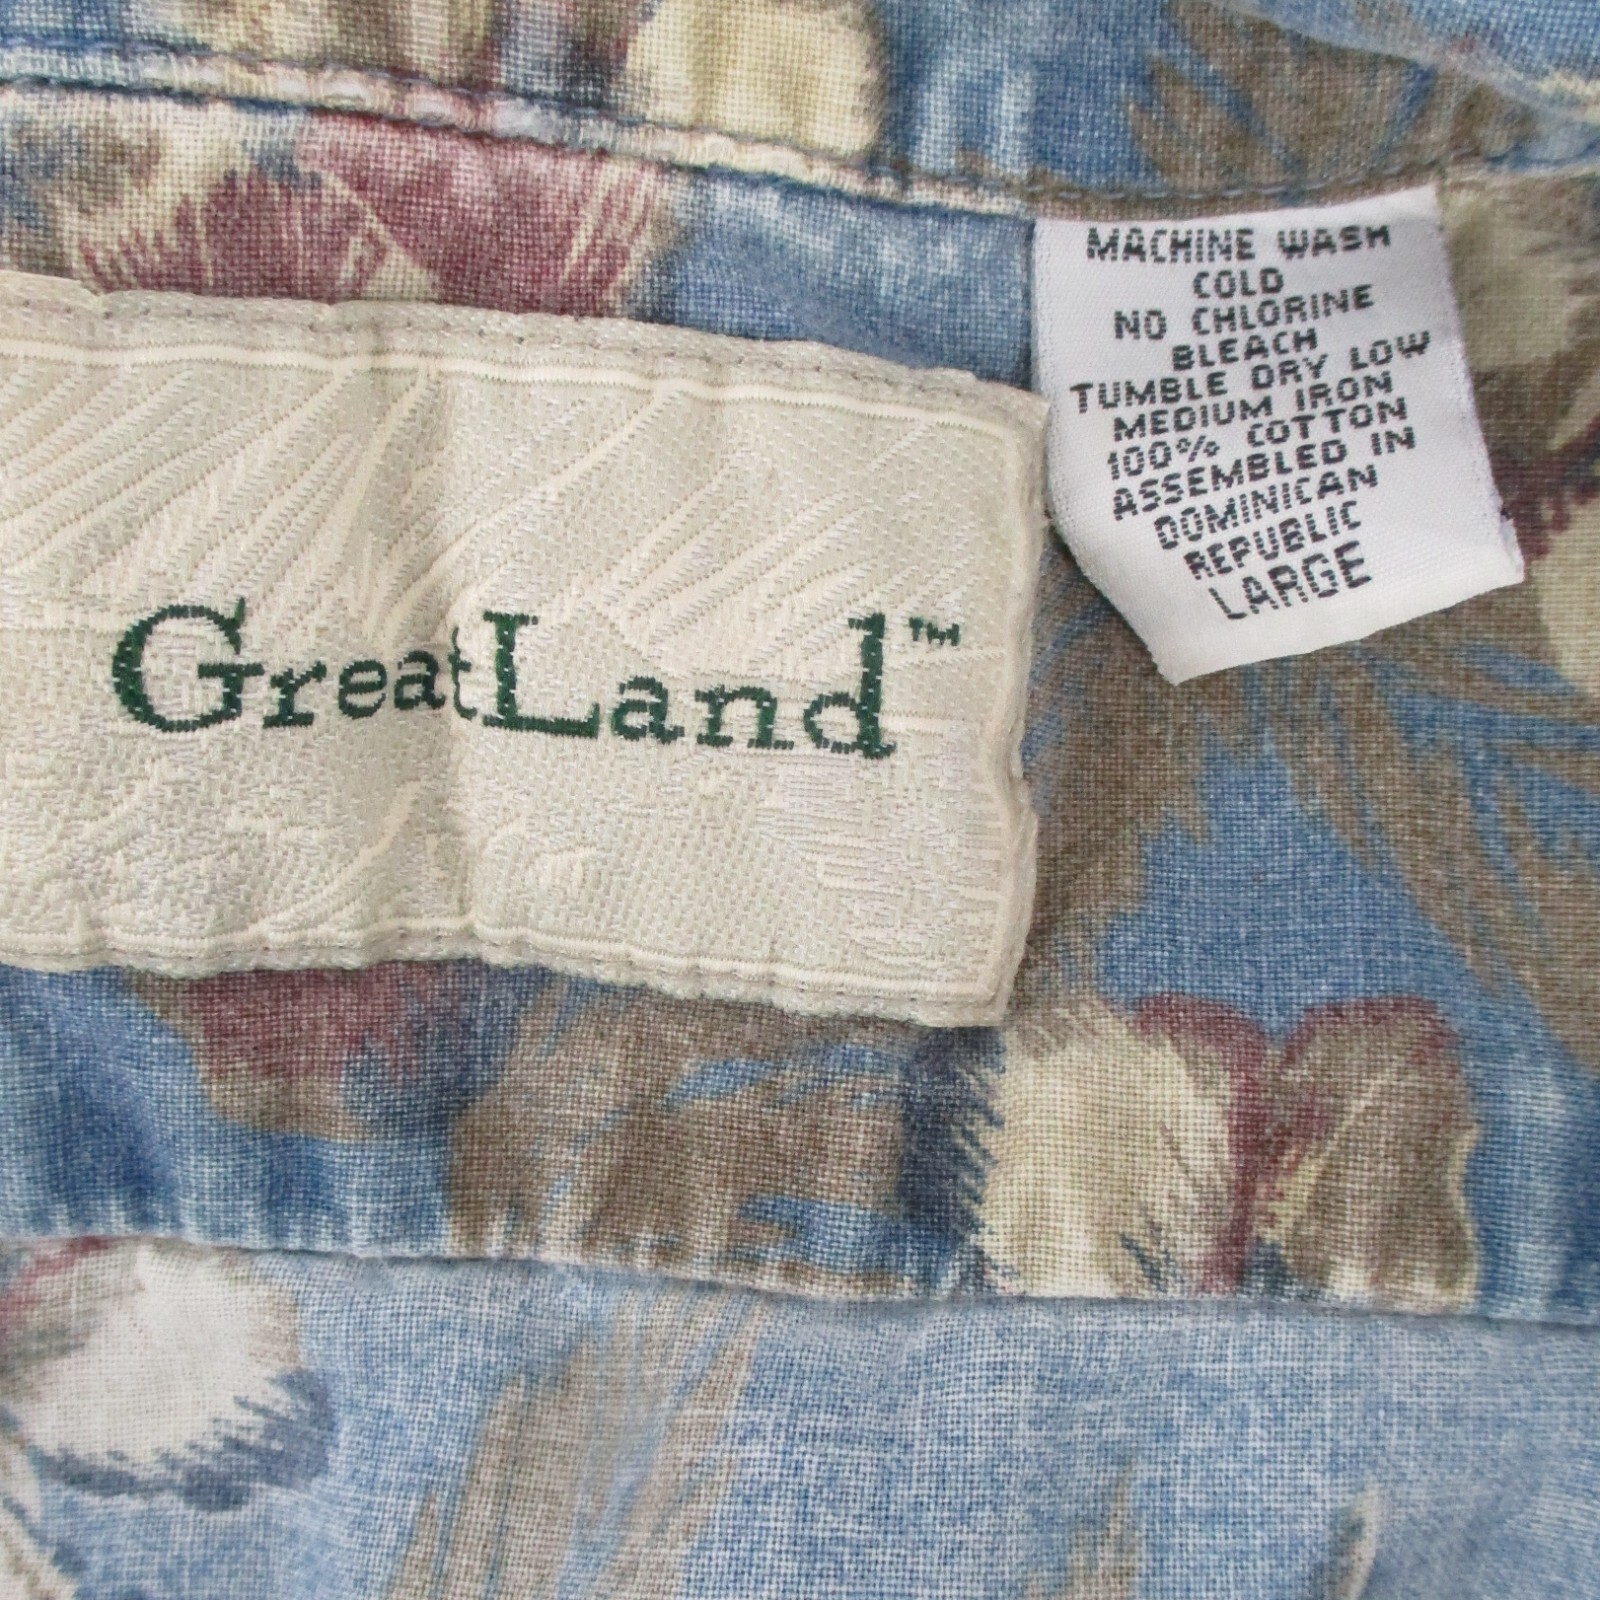 GreatLand™
MACHINE WASH
COLD
NO CHLORINE
BLEACH
TUMBLE DRY LOW
MEDIUM IRON
100% COTTON
ASSEMBLED IN
DOMINICAN
REPUBLIC
LARGE